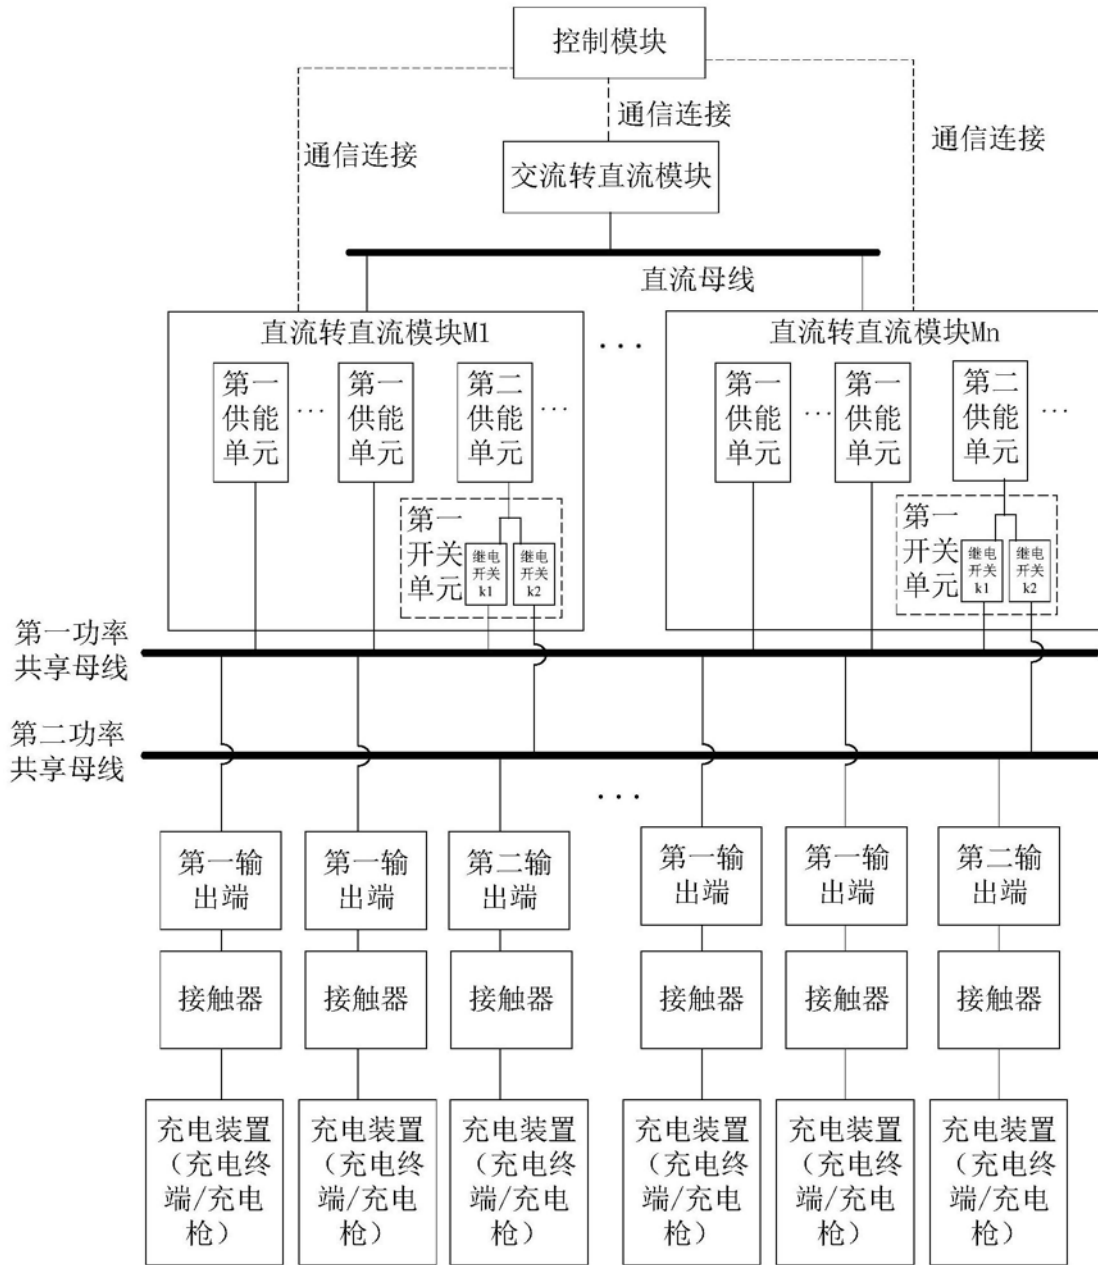 控制模块
通信连接
通信连接
通信连接
交流转直流模块
直流母线
直流转直流模块M1
...
直流转直流模块Mn
第一
供能
单元
...
第一
供能
单元
第二
供能
单元
...
第一
供能
单元
...
第一
供能
单元
第二
供能
单元
...
第一
开关
单元
继电
开关
k1
继电
开关
k2
第一
开关
单元
继电
开关
k1
继电
开关
k2
第一功率
共享母线
第二功率
共享母线
...
第一输
出端
第一输
出端
第二输
出端
第一输
出端
第一输
出端
第二输
出端
接触器
接触器
接触器
接触器
接触器
接触器
充电装置
（充电终
端/充电
枪）
充电装置
（充电终
端/充电
枪）
充电装置
（充电终
端/充电
枪）
充电装置
（充电终
端/充电
枪）
充电装置
（充电终
端/充电
枪）
充电装置
（充电终
端/充电
枪）